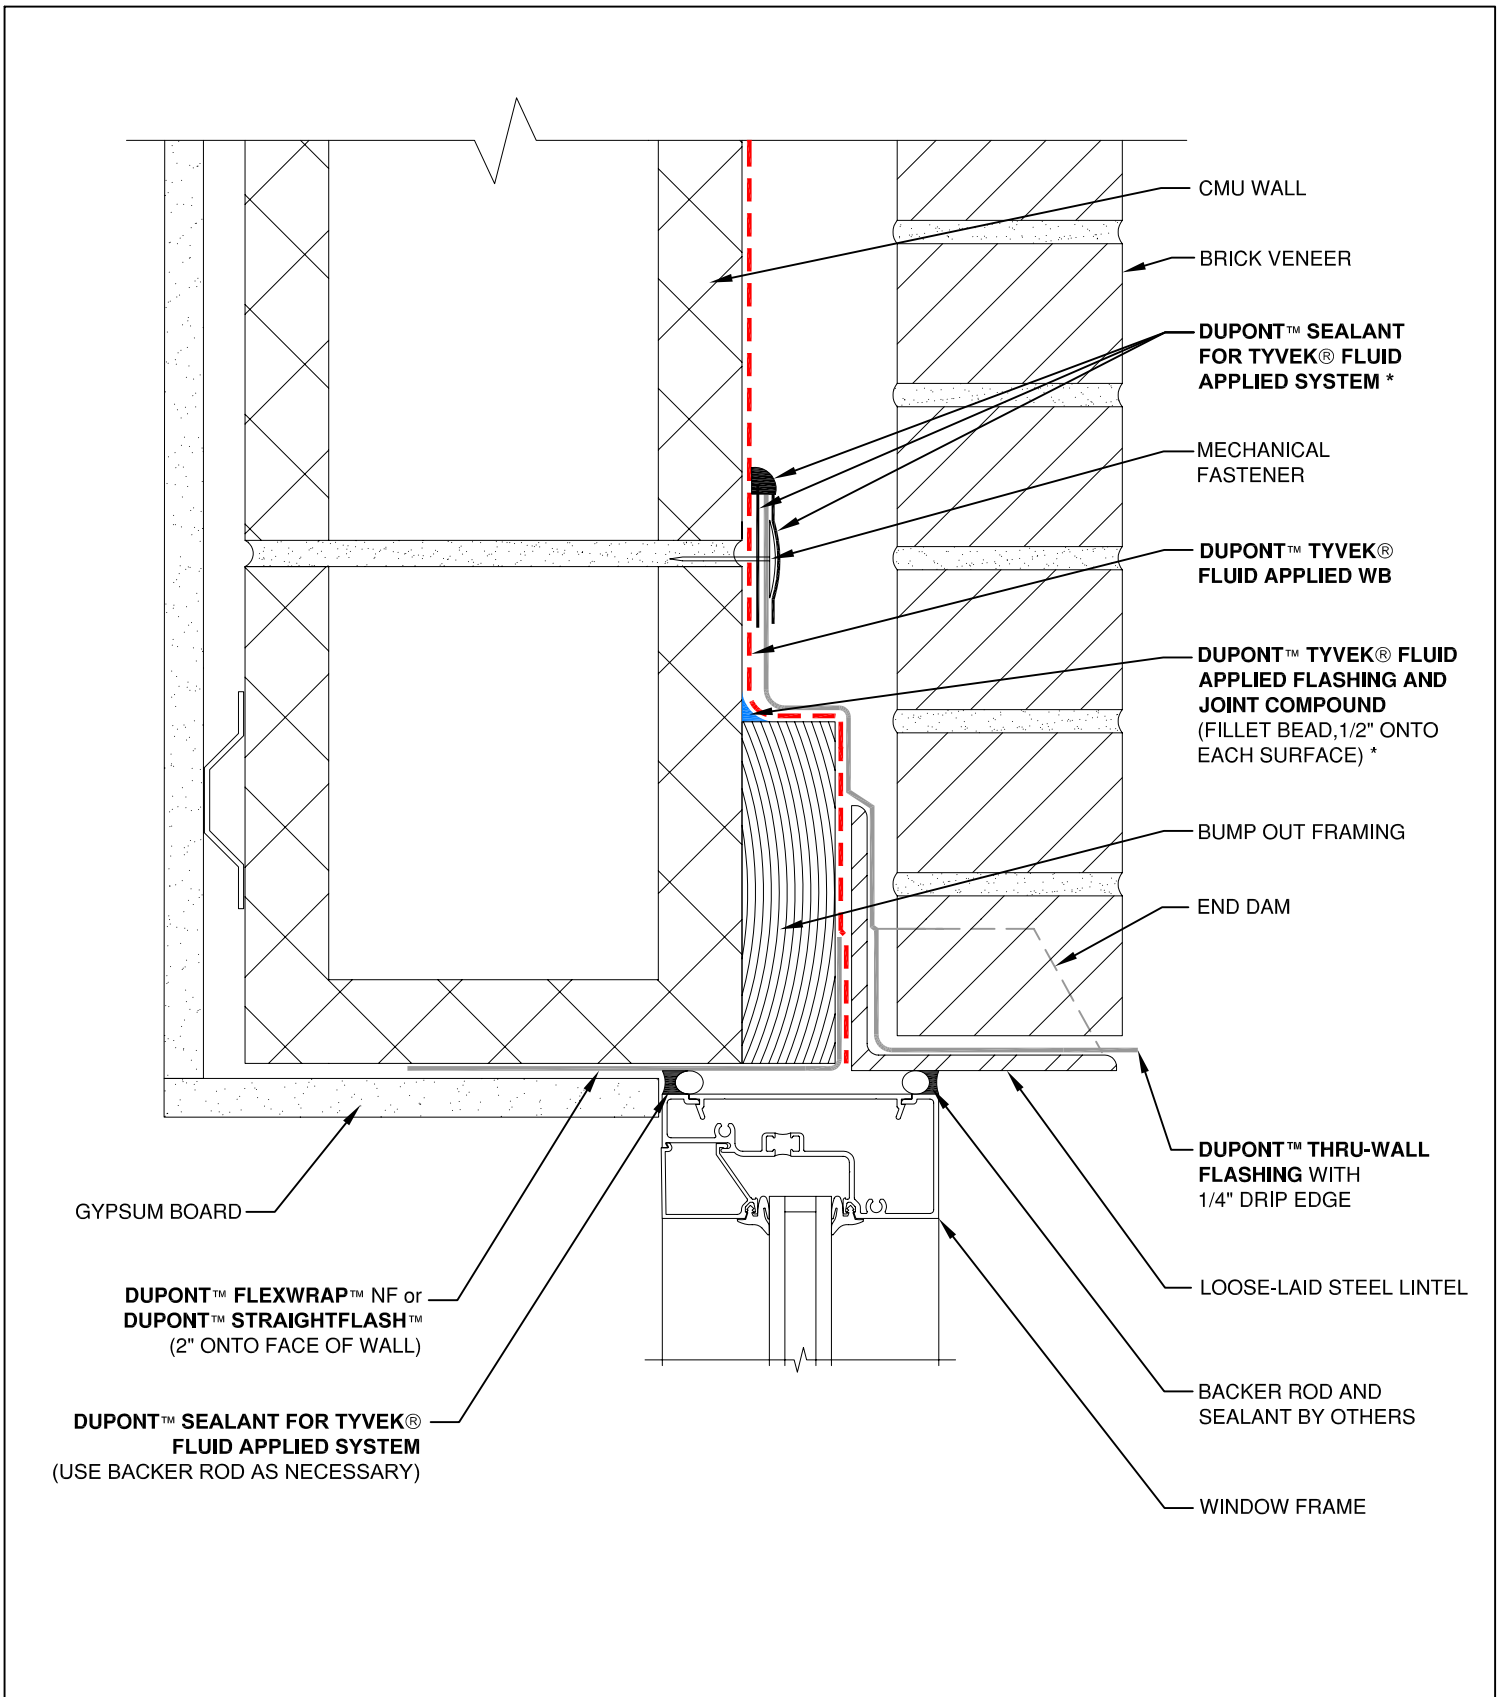 CMU WALL
BRICK VENEER
DUPONT™ SEALANT
FOR TYVEK® FLUID
APPLIED SYSTEM *
MECHANICAL
FASTENER
DUPONT™ TYVEK®
FLUID APPLIED WB
DUPONT™ TYVEK® FLUID
APPLIED FLASHING AND
JOINT COMPOUND
(FILLET BEAD,1/2" ONTO
EACH SURFACE) *
BUMP OUT FRAMING
END DAM
DUPONT™ THRU-WALL
FLASHING WITH
1/4" DRIP EDGE
LOOSE-LAID STEEL LINTEL
BACKER ROD AND
SEALANT BY OTHERS
WINDOW FRAME
GYPSUM BOARD
DUPONT™ FLEXWRAP™ NF or
DUPONT™ STRAIGHTFLASH™
(2" ONTO FACE OF WALL)
DUPONT™ SEALANT FOR TYVEK®
FLUID APPLIED SYSTEM
(USE BACKER ROD AS NECESSARY)